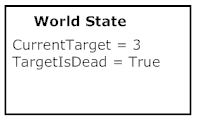 World State
CurrentTarget = 3
TargetIsDead = True